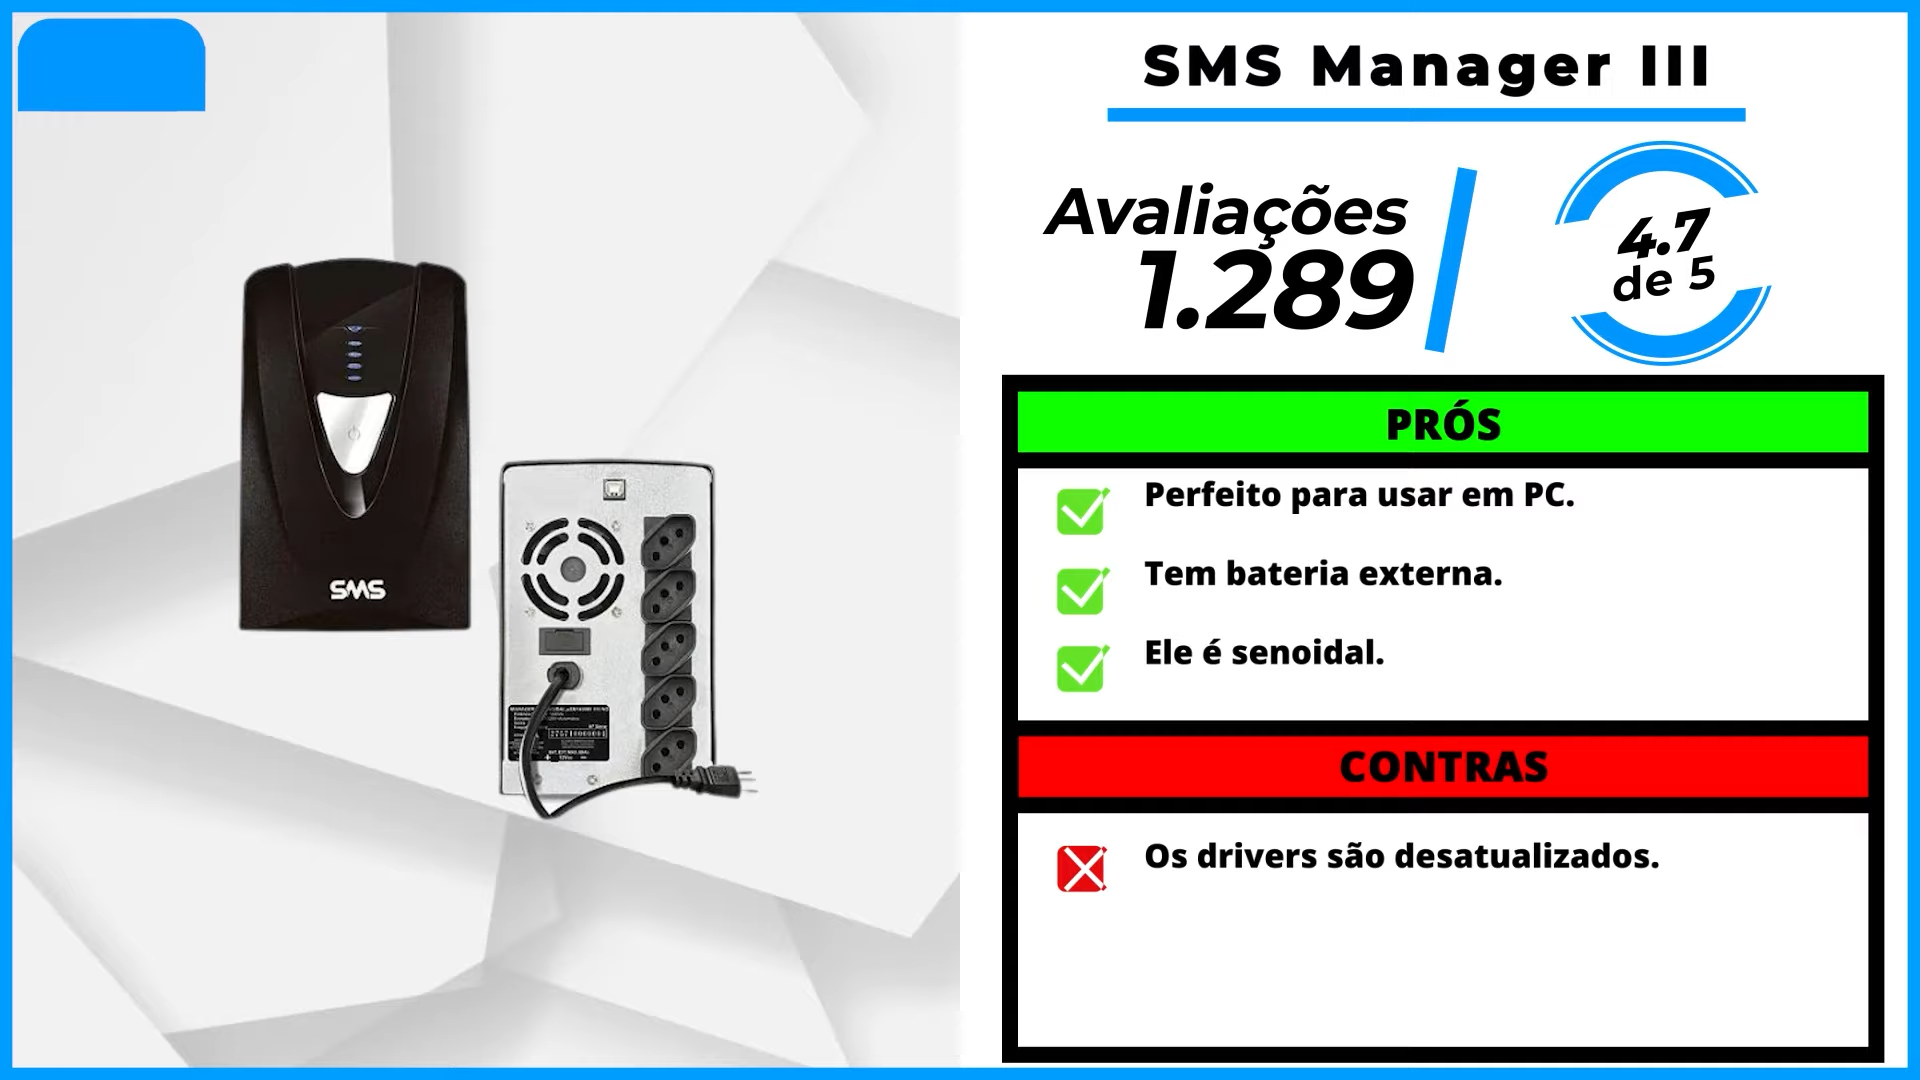 SMS Manager III
Avaliações
1.289
4.7
de 5
PRÓS
Perfeito para usar em PC.
Tem bateria externa.
Ele é senoidal.
CONTRAS
Os drivers são desatualizados.
SMS